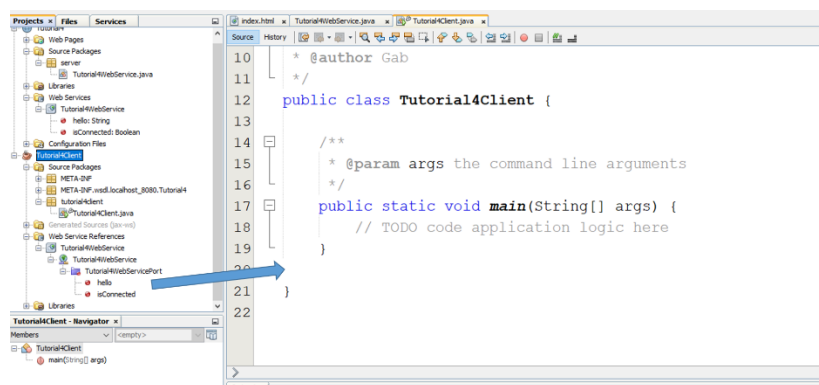 Projects × Files Services
Tutorial4
Web Pages
Source Packages
server
Tutorial4WebService.java
Libraries
Web Services
Tutorial4WebService
hello: String
isConnected: Boolean
Configuration Files
Tutorial4Client
Source Packages
META-INF
META-INF.wsdl.localhost_8080.Tutorial4
tutorial4client
Tutorial4Client.java
Generated Sources (jax-ws)
Web Service References
Tutorial4WebService
Tutorial4WebService
Tutorial4WebServicePort
hello
isConnected
Libraries
Tutorial4Client - Navigator ×
Members <empty>
Tutorial4Client
main(String[] args)
index.html × Tutorial4WebService.java × Tutorial4Client.java ×
Source History
10 * @author Gab
11 */
12 public class Tutorial4Client {
13
14 /**
15 * @param args the command line arguments
16 */
17 public static void main(String[] args) {
18 // TODO code application logic here
19 }
20
21 }
22